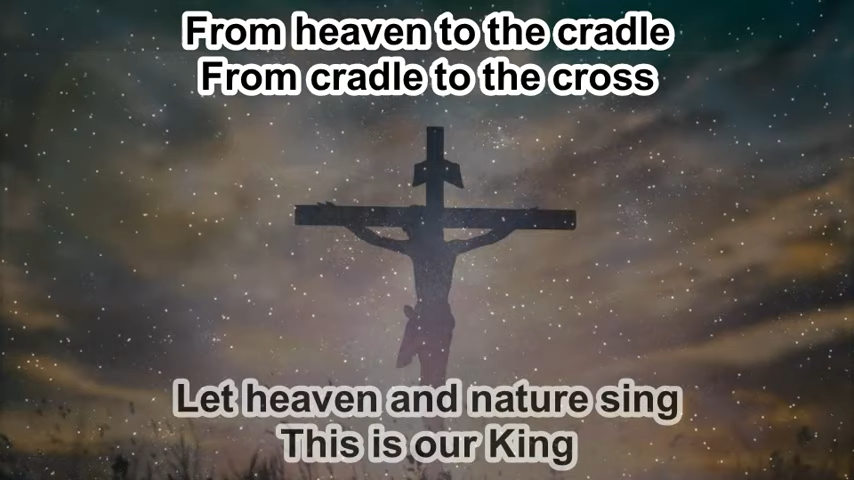 From heaven to the cradle
From cradle to the cross
Let heaven and nature sing
This is our King